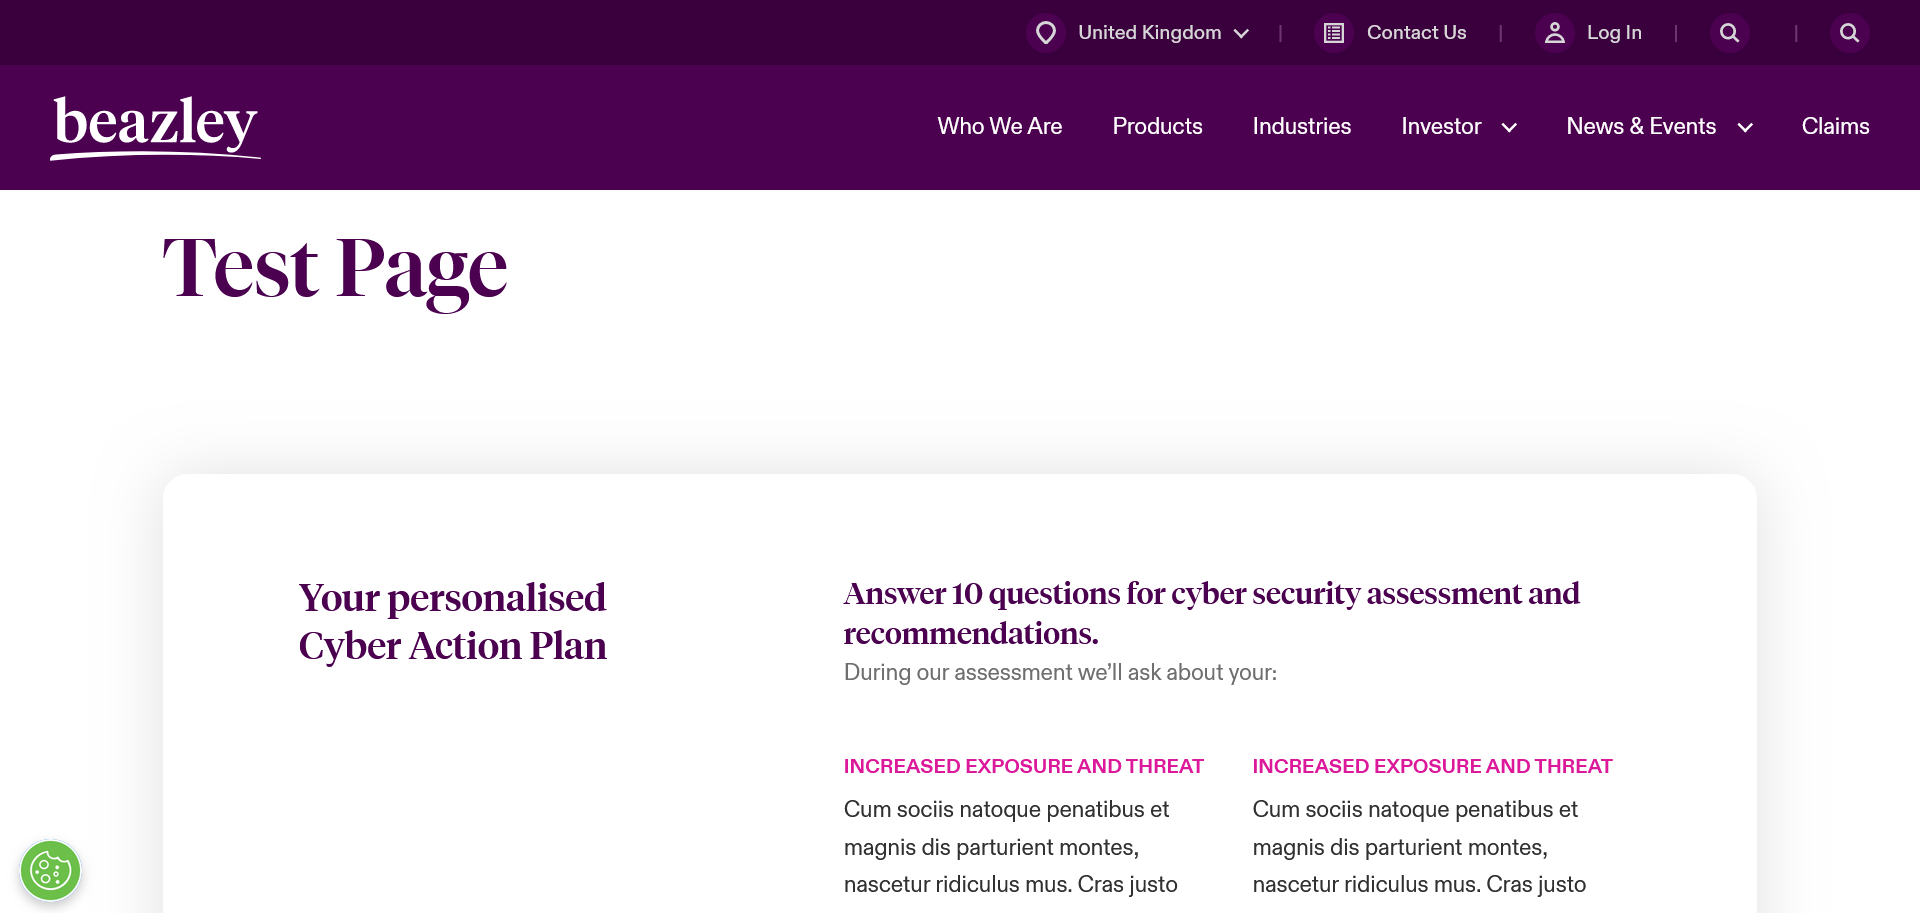 United Kingdom | Contact Us | Log In | |
beazley
Who We Are Products Industries Investor News & Events Claims
Test Page
Your personalised
Cyber Action Plan
Answer 10 questions for cyber security assessment and
recommendations.
During our assessment we’ll ask about your:
INCREASED EXPOSURE AND THREAT
Cum sociis natoque penatibus et
magnis dis parturient montes,
nascetur ridiculus mus. Cras justo
INCREASED EXPOSURE AND THREAT
Cum sociis natoque penatibus et
magnis dis parturient montes,
nascetur ridiculus mus. Cras justo